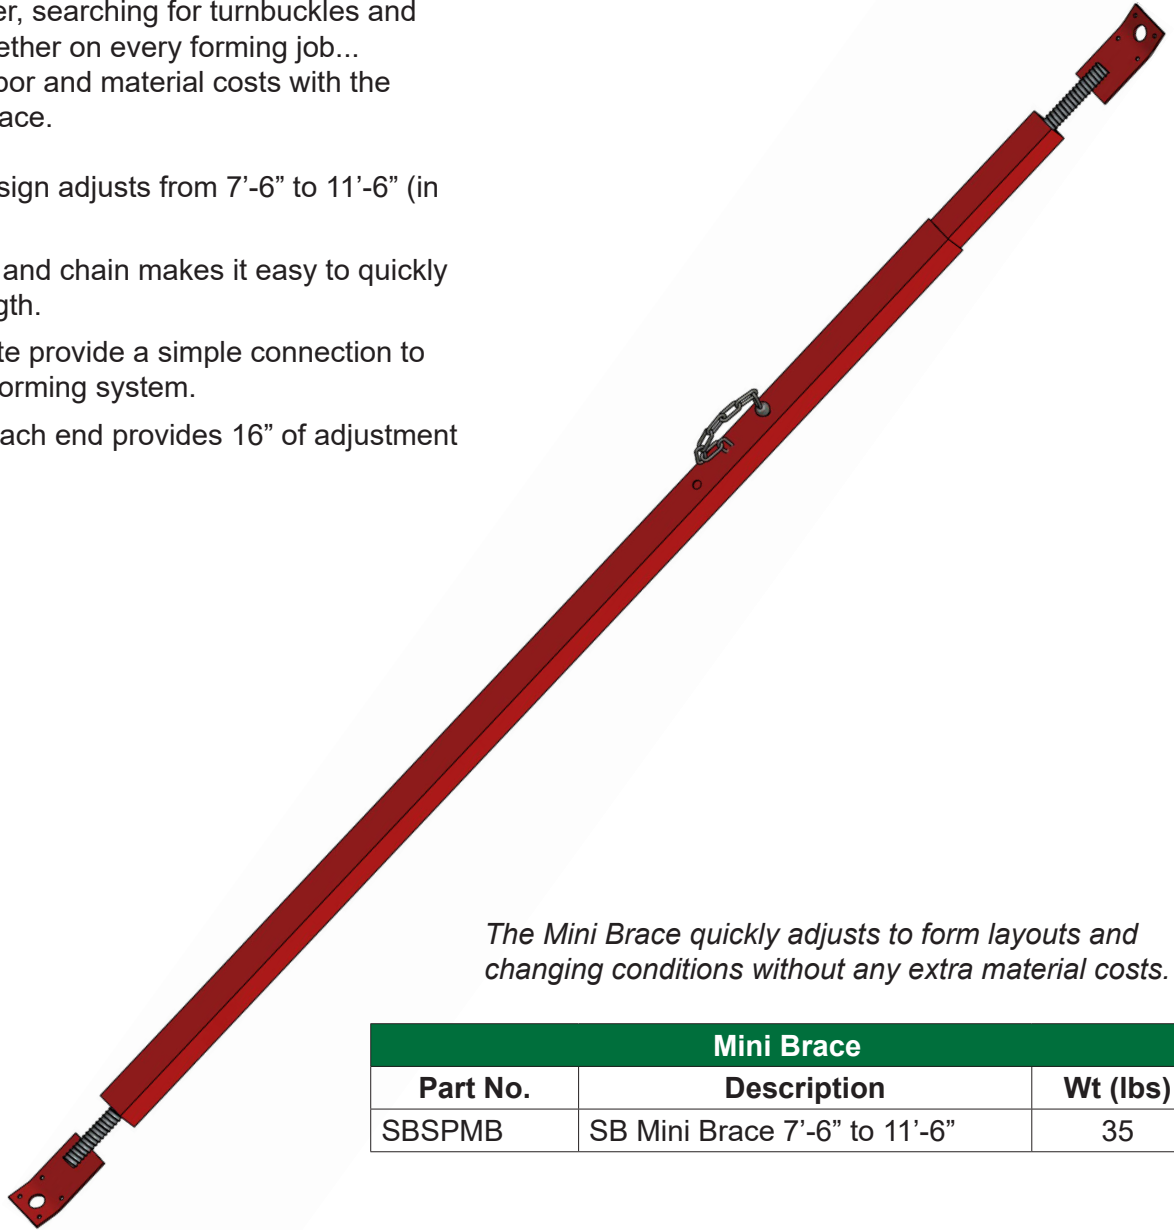 er, searching for turnbuckles and
ether on every forming job...
bor and material costs with the
ace.
sign adjusts from 7’-6” to 11’-6” (in
and chain makes it easy to quickly
gth.
te provide a simple connection to
forming system.
ach end provides 16” of adjustment
The Mini Brace quickly adjusts to form layouts and
changing conditions without any extra material costs.
Mini Brace
Part No. Description Wt (lbs)
SBSPMB SB Mini Brace 7’-6” to 11’-6” 35